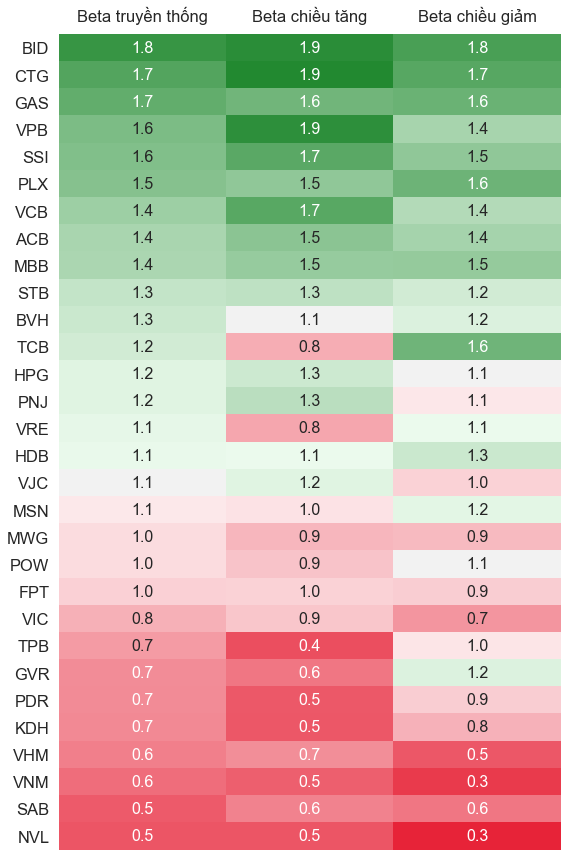 Beta truyền thống Beta chiều tăng Beta chiều giảm
BID 1.8 1.9 1.8
CTG 1.7 1.9 1.7
GAS 1.7 1.6 1.6
VPB 1.6 1.9 1.4
SSI 1.6 1.7 1.5
PLX 1.5 1.5 1.6
VCB 1.4 1.7 1.4
ACB 1.4 1.5 1.4
MBB 1.4 1.5 1.5
STB 1.3 1.3 1.2
BVH 1.3 1.1 1.2
TCB 1.2 0.8 1.6
HPG 1.2 1.3 1.1
PNJ 1.2 1.3 1.1
VRE 1.1 0.8 1.1
HDB 1.1 1.1 1.3
VJC 1.1 1.2 1.0
MSN 1.1 1.0 1.2
MWG 1.0 0.9 0.9
POW 1.0 0.9 1.1
FPT 1.0 1.0 0.9
VIC 0.8 0.9 0.7
TPB 0.7 0.4 1.0
GVR 0.7 0.6 1.2
PDR 0.7 0.5 0.9
KDH 0.7 0.5 0.8
VHM 0.6 0.7 0.5
VNM 0.6 0.5 0.3
SAB 0.5 0.6 0.6
NVL 0.5 0.5 0.3